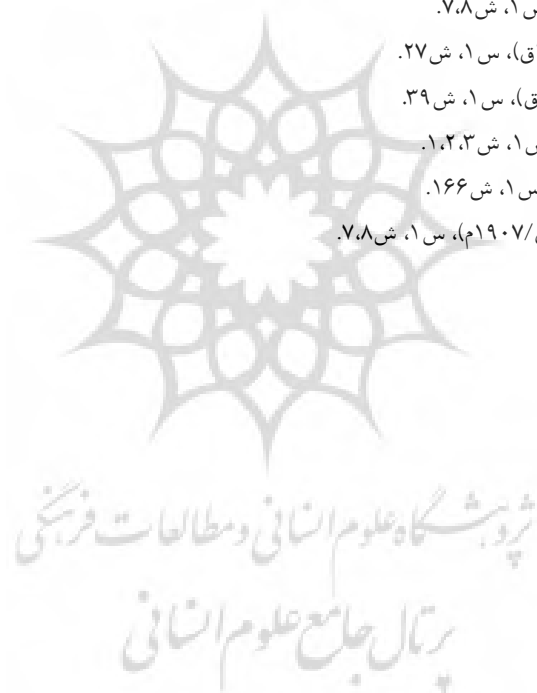 س۱، ش۷،۸.
ق)، س۱، ش۲۷.
ق)، س۱، ش۳۹.
س۱، ش۱،۲،۳.
س۱، ش۱۶۶.
/۱۹۰۷م)، س۱، ش۷،۸.
پژوهشگاه علوم انسانی و مطالعات فرهنگی
پرتال جامع علوم انسانی